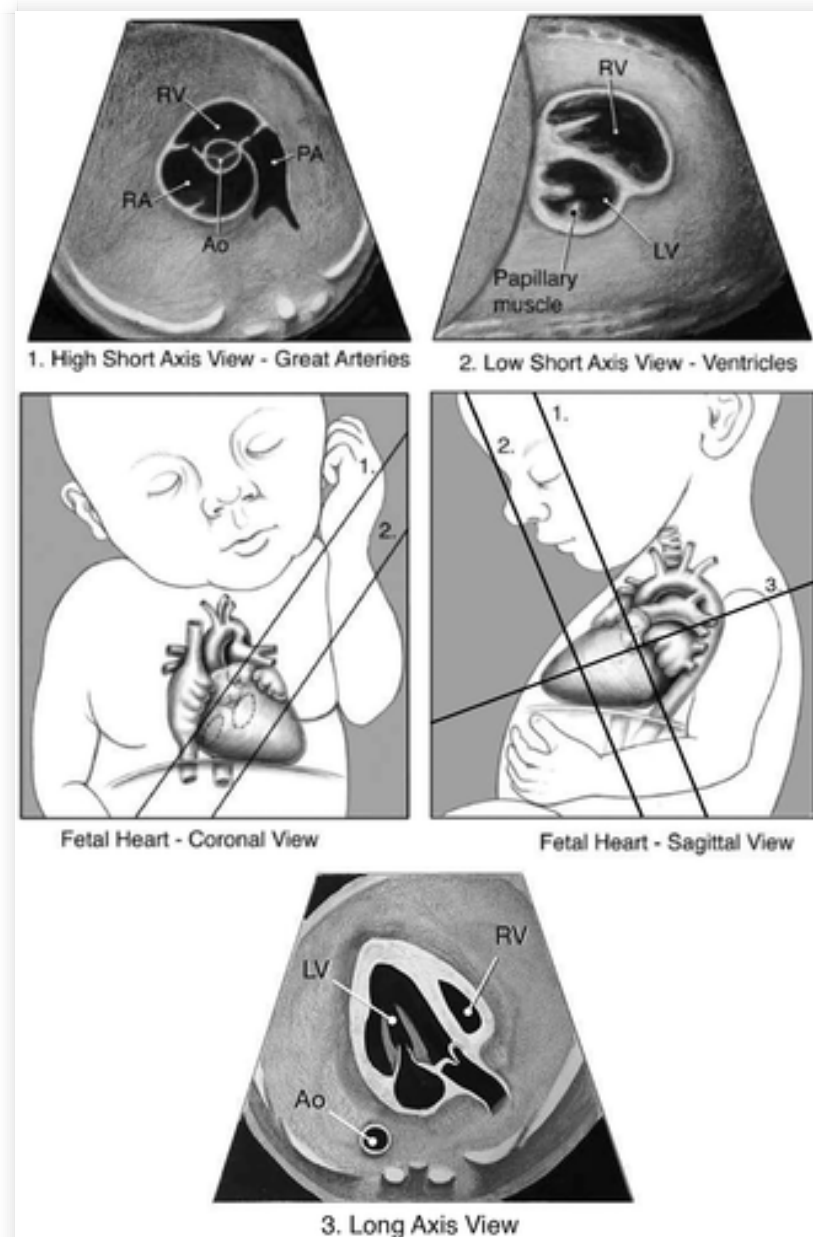 RV
PA
RA
Ao
1. High Short Axis View - Great Arteries
RV
LV
Papillary
muscle
2. Low Short Axis View - Ventricles
1.
2.
Fetal Heart - Coronal View
1.
2.
3.
Fetal Heart - Sagittal View
LV
RV
Ao
3. Long Axis View